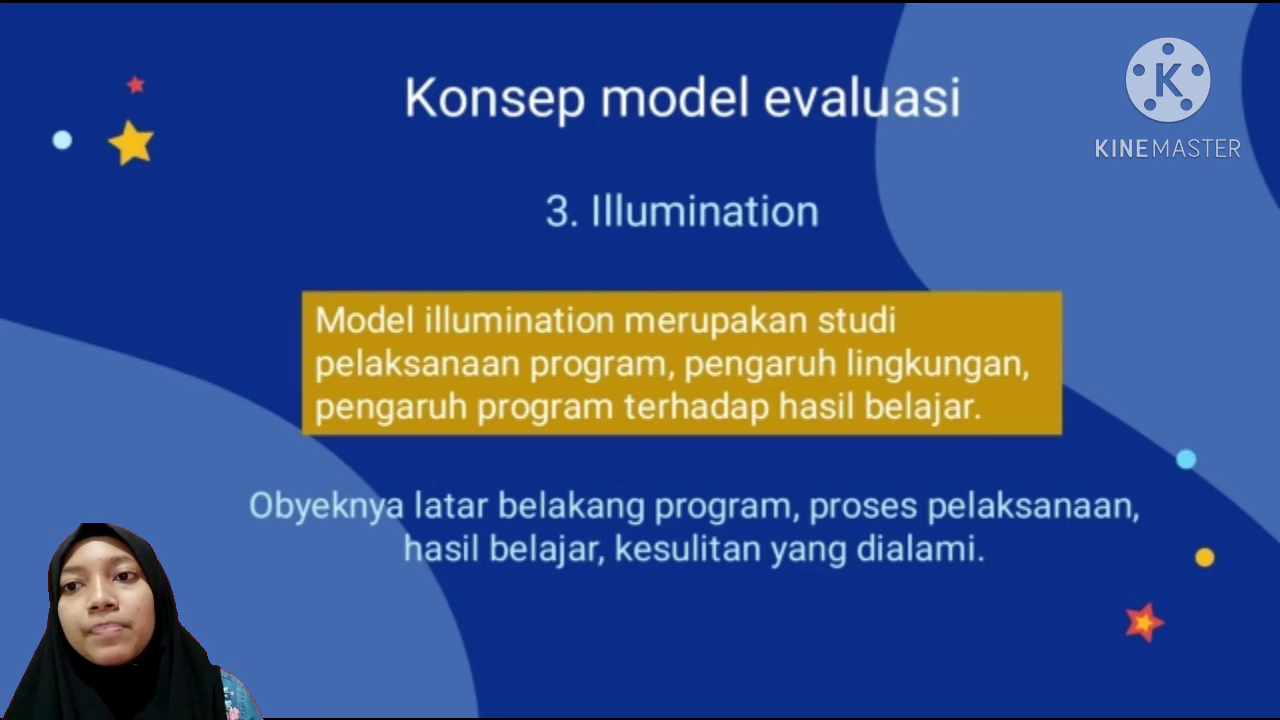 Konsep model evaluasi
K
KINEMASTER
3. Illumination
Model illumination merupakan studi
pelaksanaan program, pengaruh lingkungan,
pengaruh program terhadap hasil belajar.
Obyeknya latar belakang program, proses pelaksanaan,
hasil belajar, kesulitan yang dialami.